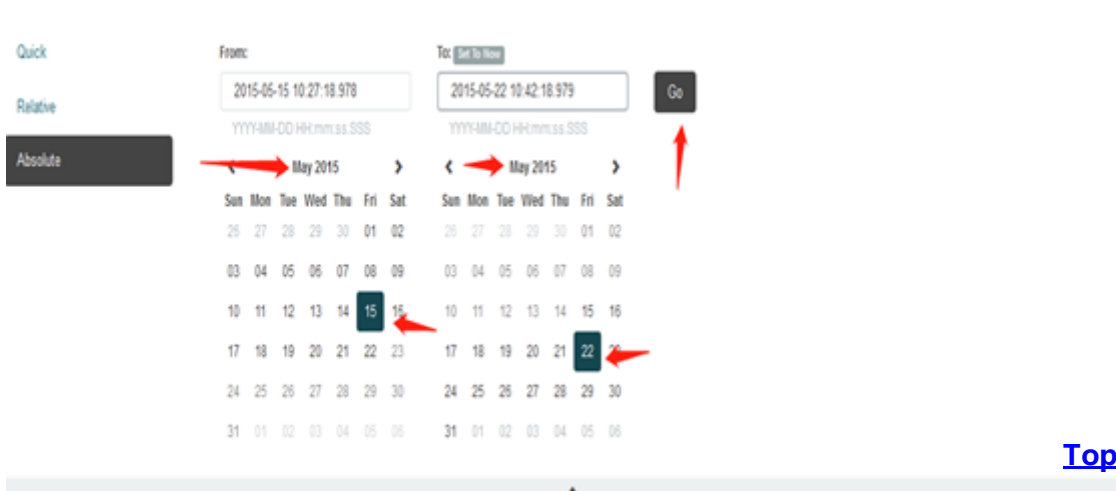 Quick
Relative
Absolute
From:
2015-05-15 10:27:18.978
YYYY-MM-DD HH:mm:ss.SSS
May 2015
Sun Mon Tue Wed Thu Fri Sat
26 27 28 29 30 01 02
03 04 05 06 07 08 09
10 11 12 13 14 15 16
17 18 19 20 21 22 23
24 25 26 27 28 29 30
31 01 02 03 04 05 06
To: Set To Now
2015-05-22 10:42:18.979
YYYY-MM-DD HH:mm:ss.SSS
May 2015
Sun Mon Tue Wed Thu Fri Sat
26 27 28 29 30 01 02
03 04 05 06 07 08 09
10 11 12 13 14 15 16
17 18 19 20 21 22
24 25 26 27 28 29 30
31 01 02 03 04 05 06
Go
Top